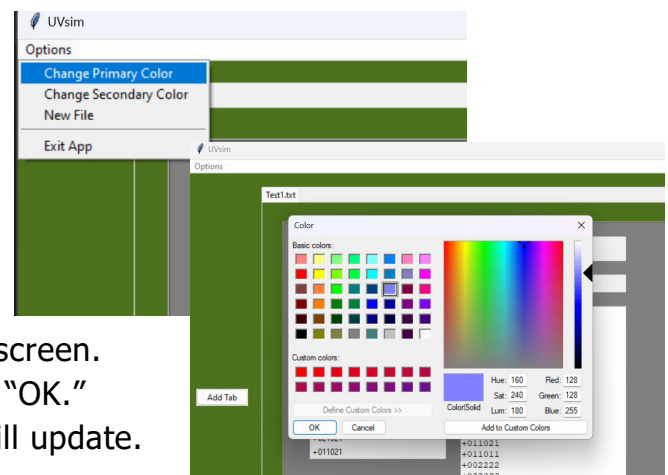 UVsim
Options
Change Primary Color
Change Secondary Color
New File
Exit App
UVsim
Options
Test1.txt
Color
Basic colors:
Custom colors:
Define Custom Colors >>
OK Cancel
Color|Solid
Hue: 160 Red: 128
Sat: 240 Green: 128
Lum: 180 Blue: 255
Add to Custom Colors
Add Tab
+011021
+011021
+011011
+002222
screen.
“OK.”
ill update.